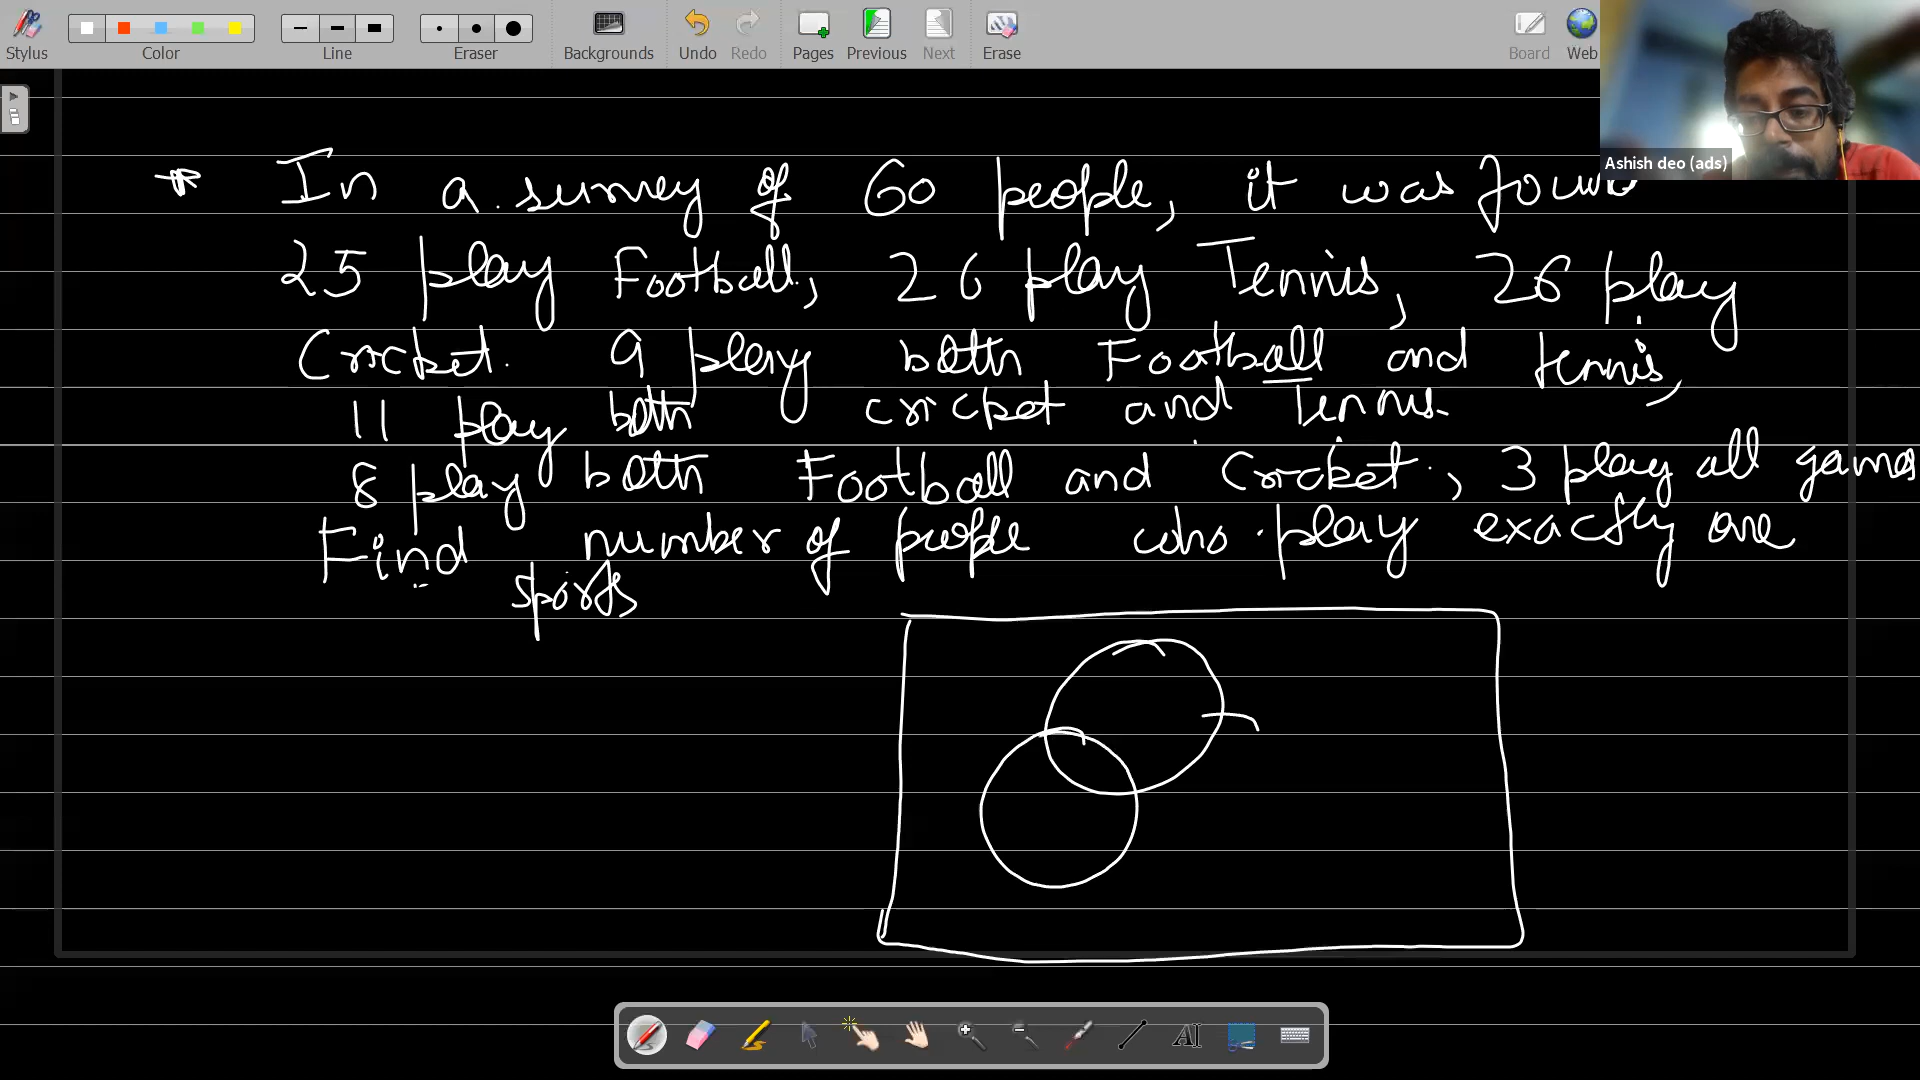 Stylus Color Line Eraser Backgrounds Undo Redo Pages Previous Next Erase Board Web
Ashish deo (ads)
* In a survey of 60 people, it was found
25 play Football, 26 play Tennis, 26 play
Cricket. 9 play both Football and tennis,
11 play both cricket and Tennis.
8 play both Football and Cricket, 3 play all games
Find number of people who play exactly one
sports
AI